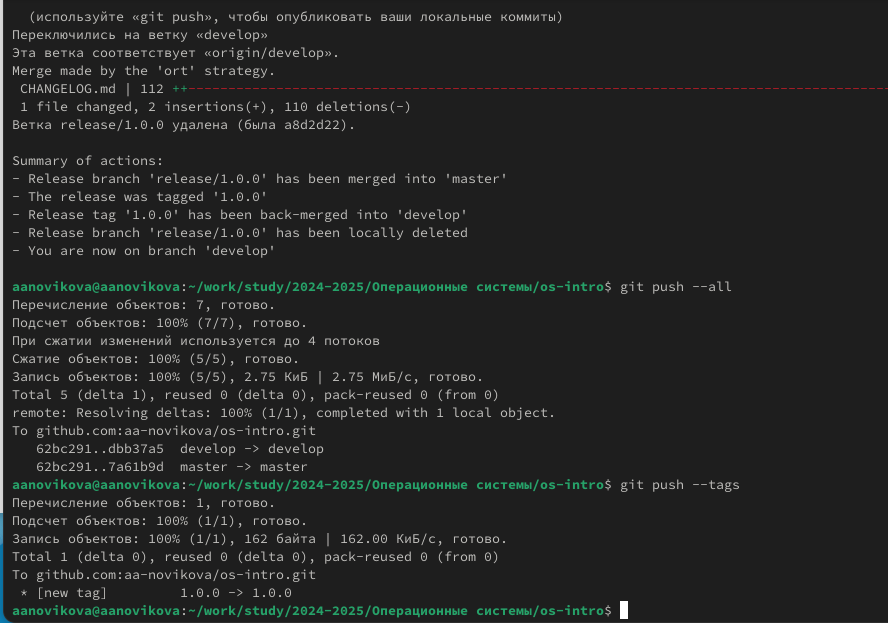 (используйте «git push», чтобы опубликовать ваши локальные коммиты)
Переключились на ветку «develop»
Эта ветка соответствует «origin/develop».
Merge made by the 'ort' strategy.
CHANGELOG.md | 112 ++--------------------------------------------------------------------------------------
1 file changed, 2 insertions(+), 110 deletions(-)
Ветка release/1.0.0 удалена (была a8d2d22).
Summary of actions:
- Release branch 'release/1.0.0' has been merged into 'master'
- The release was tagged '1.0.0'
- Release tag '1.0.0' has been back-merged into 'develop'
- Release branch 'release/1.0.0' has been locally deleted
- You are now on branch 'develop'
aanovikova@aanovikova:~/work/study/2024-2025/Операционные системы/os-intro$ git push --all
Перечисление объектов: 7, готово.
Подсчет объектов: 100% (7/7), готово.
При сжатии изменений используется до 4 потоков
Сжатие объектов: 100% (5/5), готово.
Запись объектов: 100% (5/5), 2.75 КиБ | 2.75 МиБ/с, готово.
Total 5 (delta 1), reused 0 (delta 0), pack-reused 0 (from 0)
remote: Resolving deltas: 100% (1/1), completed with 1 local object.
To github.com:aa-novikova/os-intro.git
62bc291..dbb37a5  develop -> develop
62bc291..7a61b9d  master -> master
aanovikova@aanovikova:~/work/study/2024-2025/Операционные системы/os-intro$ git push --tags
Перечисление объектов: 1, готово.
Подсчет объектов: 100% (1/1), готово.
Запись объектов: 100% (1/1), 162 байта | 162.00 КиБ/с, готово.
Total 1 (delta 0), reused 0 (delta 0), pack-reused 0 (from 0)
To github.com:aa-novikova/os-intro.git
* [new tag]         1.0.0 -> 1.0.0
aanovikova@aanovikova:~/work/study/2024-2025/Операционные системы/os-intro$